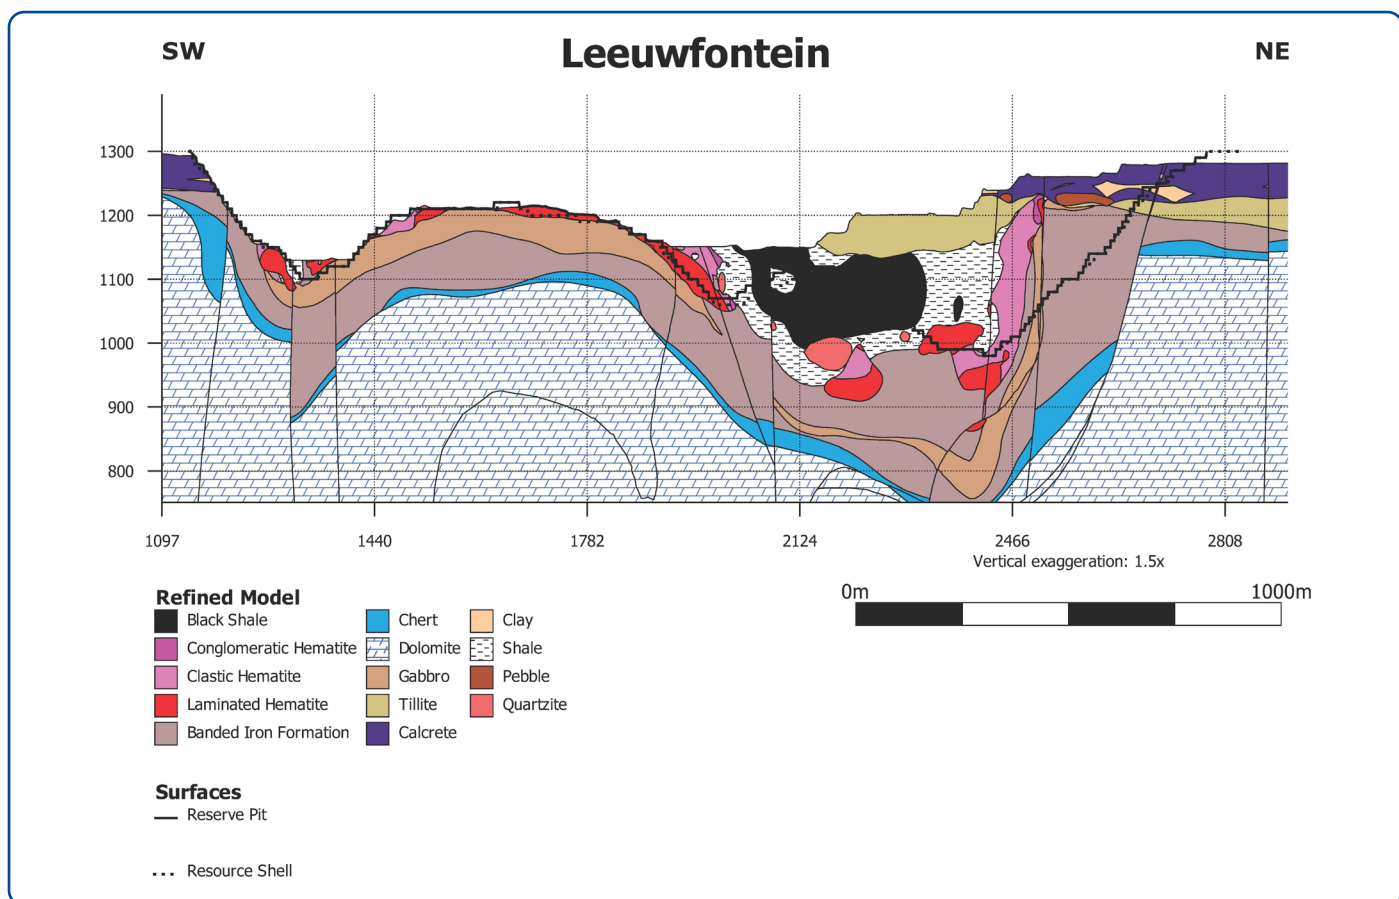 SW Leeuwfontein NE
1300
1200
1100
1000
900
800
1097 1440 1782 2124 2466 2808
Vertical exaggeration: 1.5x
0m 1000m
Refined Model
Black Shale Chert Clay
Conglomeratic Hematite Dolomite Shale
Clastic Hematite Gabbro Pebble
Laminated Hematite Tillite Quartzite
Banded Iron Formation Calcrete
Surfaces
Reserve Pit
Resource Shell